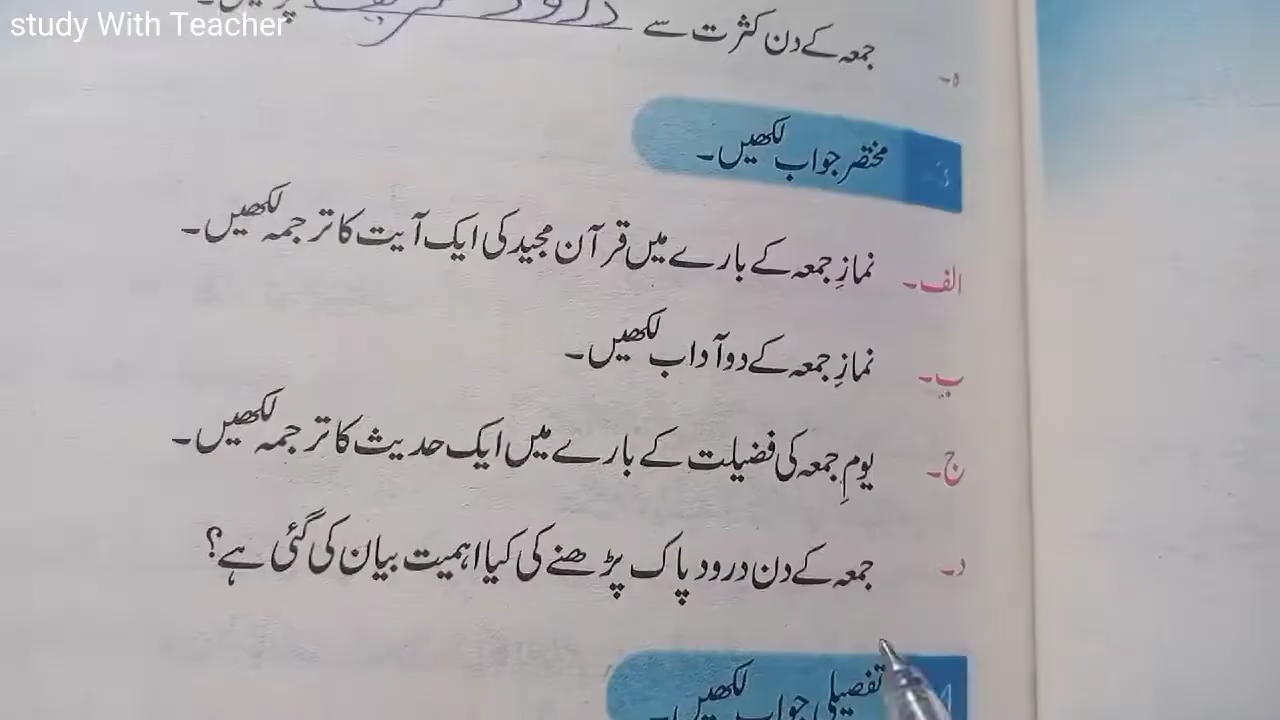 study With Teacher
ہ۔ جمعہ کے دن کثرت سے درود شریف
مختصر جواب لکھیں۔
الف۔ نمازِ جمعہ کے بارے میں قرآن مجید کی ایک آیت کا ترجمہ لکھیں۔
ب۔ نمازِ جمعہ کے دو آداب لکھیں۔
ج۔ یومِ جمعہ کی فضیلت کے بارے میں ایک حدیث کا ترجمہ لکھیں۔
د۔ جمعہ کے دن درود پاک پڑھنے کی کیا اہمیت بیان کی گئی ہے؟
تفصیلی جواب لکھیں۔